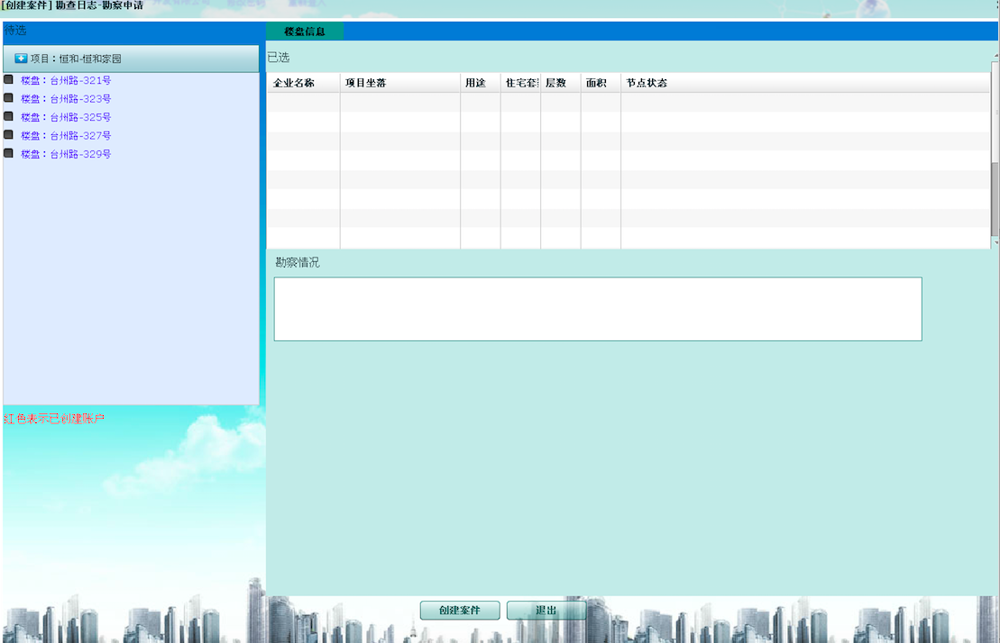 [创建案件] 勘查日志-勘察申请
待选
项目：恒和-恒和家园
楼盘：台州路-321号
楼盘：台州路-323号
楼盘：台州路-325号
楼盘：台州路-327号
楼盘：台州路-329号
红色表示已创建账户
楼盘信息
已选
企业名称 项目坐落 用途 住宅套 层数 面积 节点状态
勘察情况
创建案件 退出